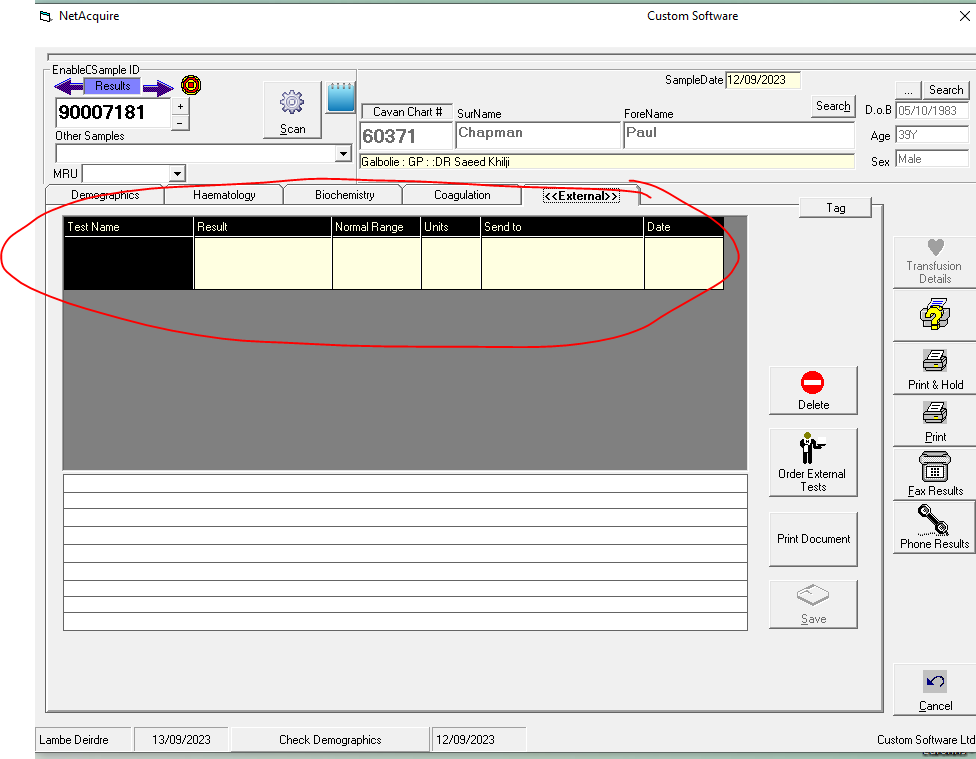 NetAcquire
Custom Software
EnableCSample ID
Results
90007181
+
-
Other Samples
MRU
Scan
SampleDate 12/09/2023
Cavan Chart # SurName ForeName
Search
60371 Chapman Paul
Galbolie : GP : :DR Saeed Khilji
... Search
D.o.B 05/10/1983
Age 39Y
Sex Male
Demographics Haematology Biochemistry Coagulation <<External>>
Tag
Test Name Result Normal Range Units Send to Date
Transfusion
Details
Print & Hold
Print
Fax Results
Phone Results
Delete
Order External
Tests
Print Document
Save
Cancel
Lambe Deirdre 13/09/2023 Check Demographics 12/09/2023 Custom Software Ltd